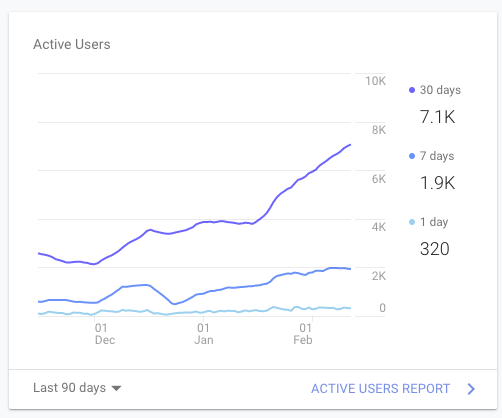 Active Users
10K
8K
6K
4K
2K
0
01
Dec
01
Jan
01
Feb
30 days
7.1K
7 days
1.9K
1 day
320
Last 90 days
ACTIVE USERS REPORT